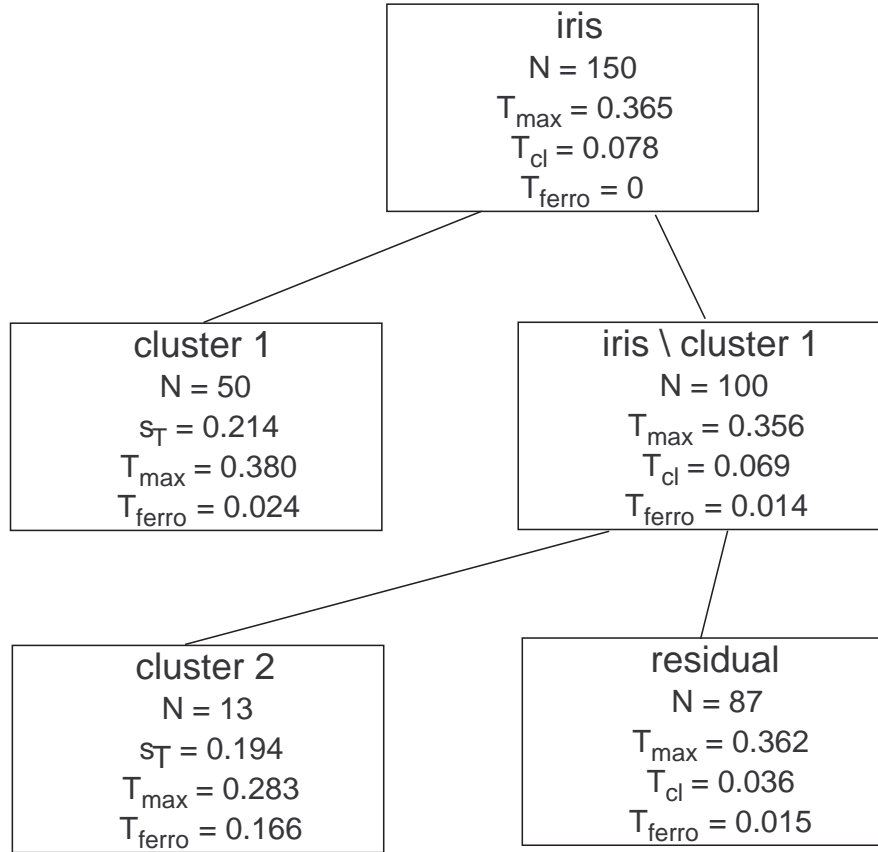 iris
N = 150
T_max = 0.365
T_cl = 0.078
T_ferro = 0
cluster 1
N = 50
s_T = 0.214
T_max = 0.380
T_ferro = 0.024
iris \ cluster 1
N = 100
T_max = 0.356
T_cl = 0.069
T_ferro = 0.014
cluster 2
N = 13
s_T = 0.194
T_max = 0.283
T_ferro = 0.166
residual
N = 87
T_max = 0.362
T_cl = 0.036
T_ferro = 0.015